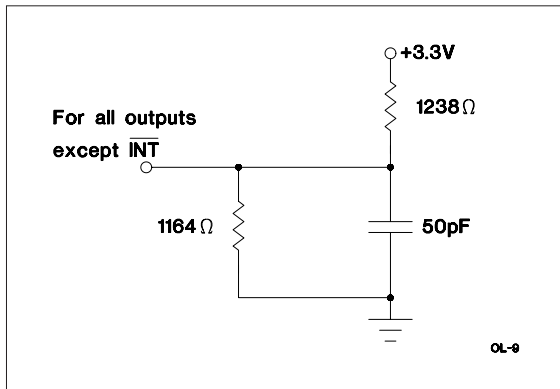 +3.3V
1238Ω
For all outputs
except INT
1164Ω
50pF
OL-9